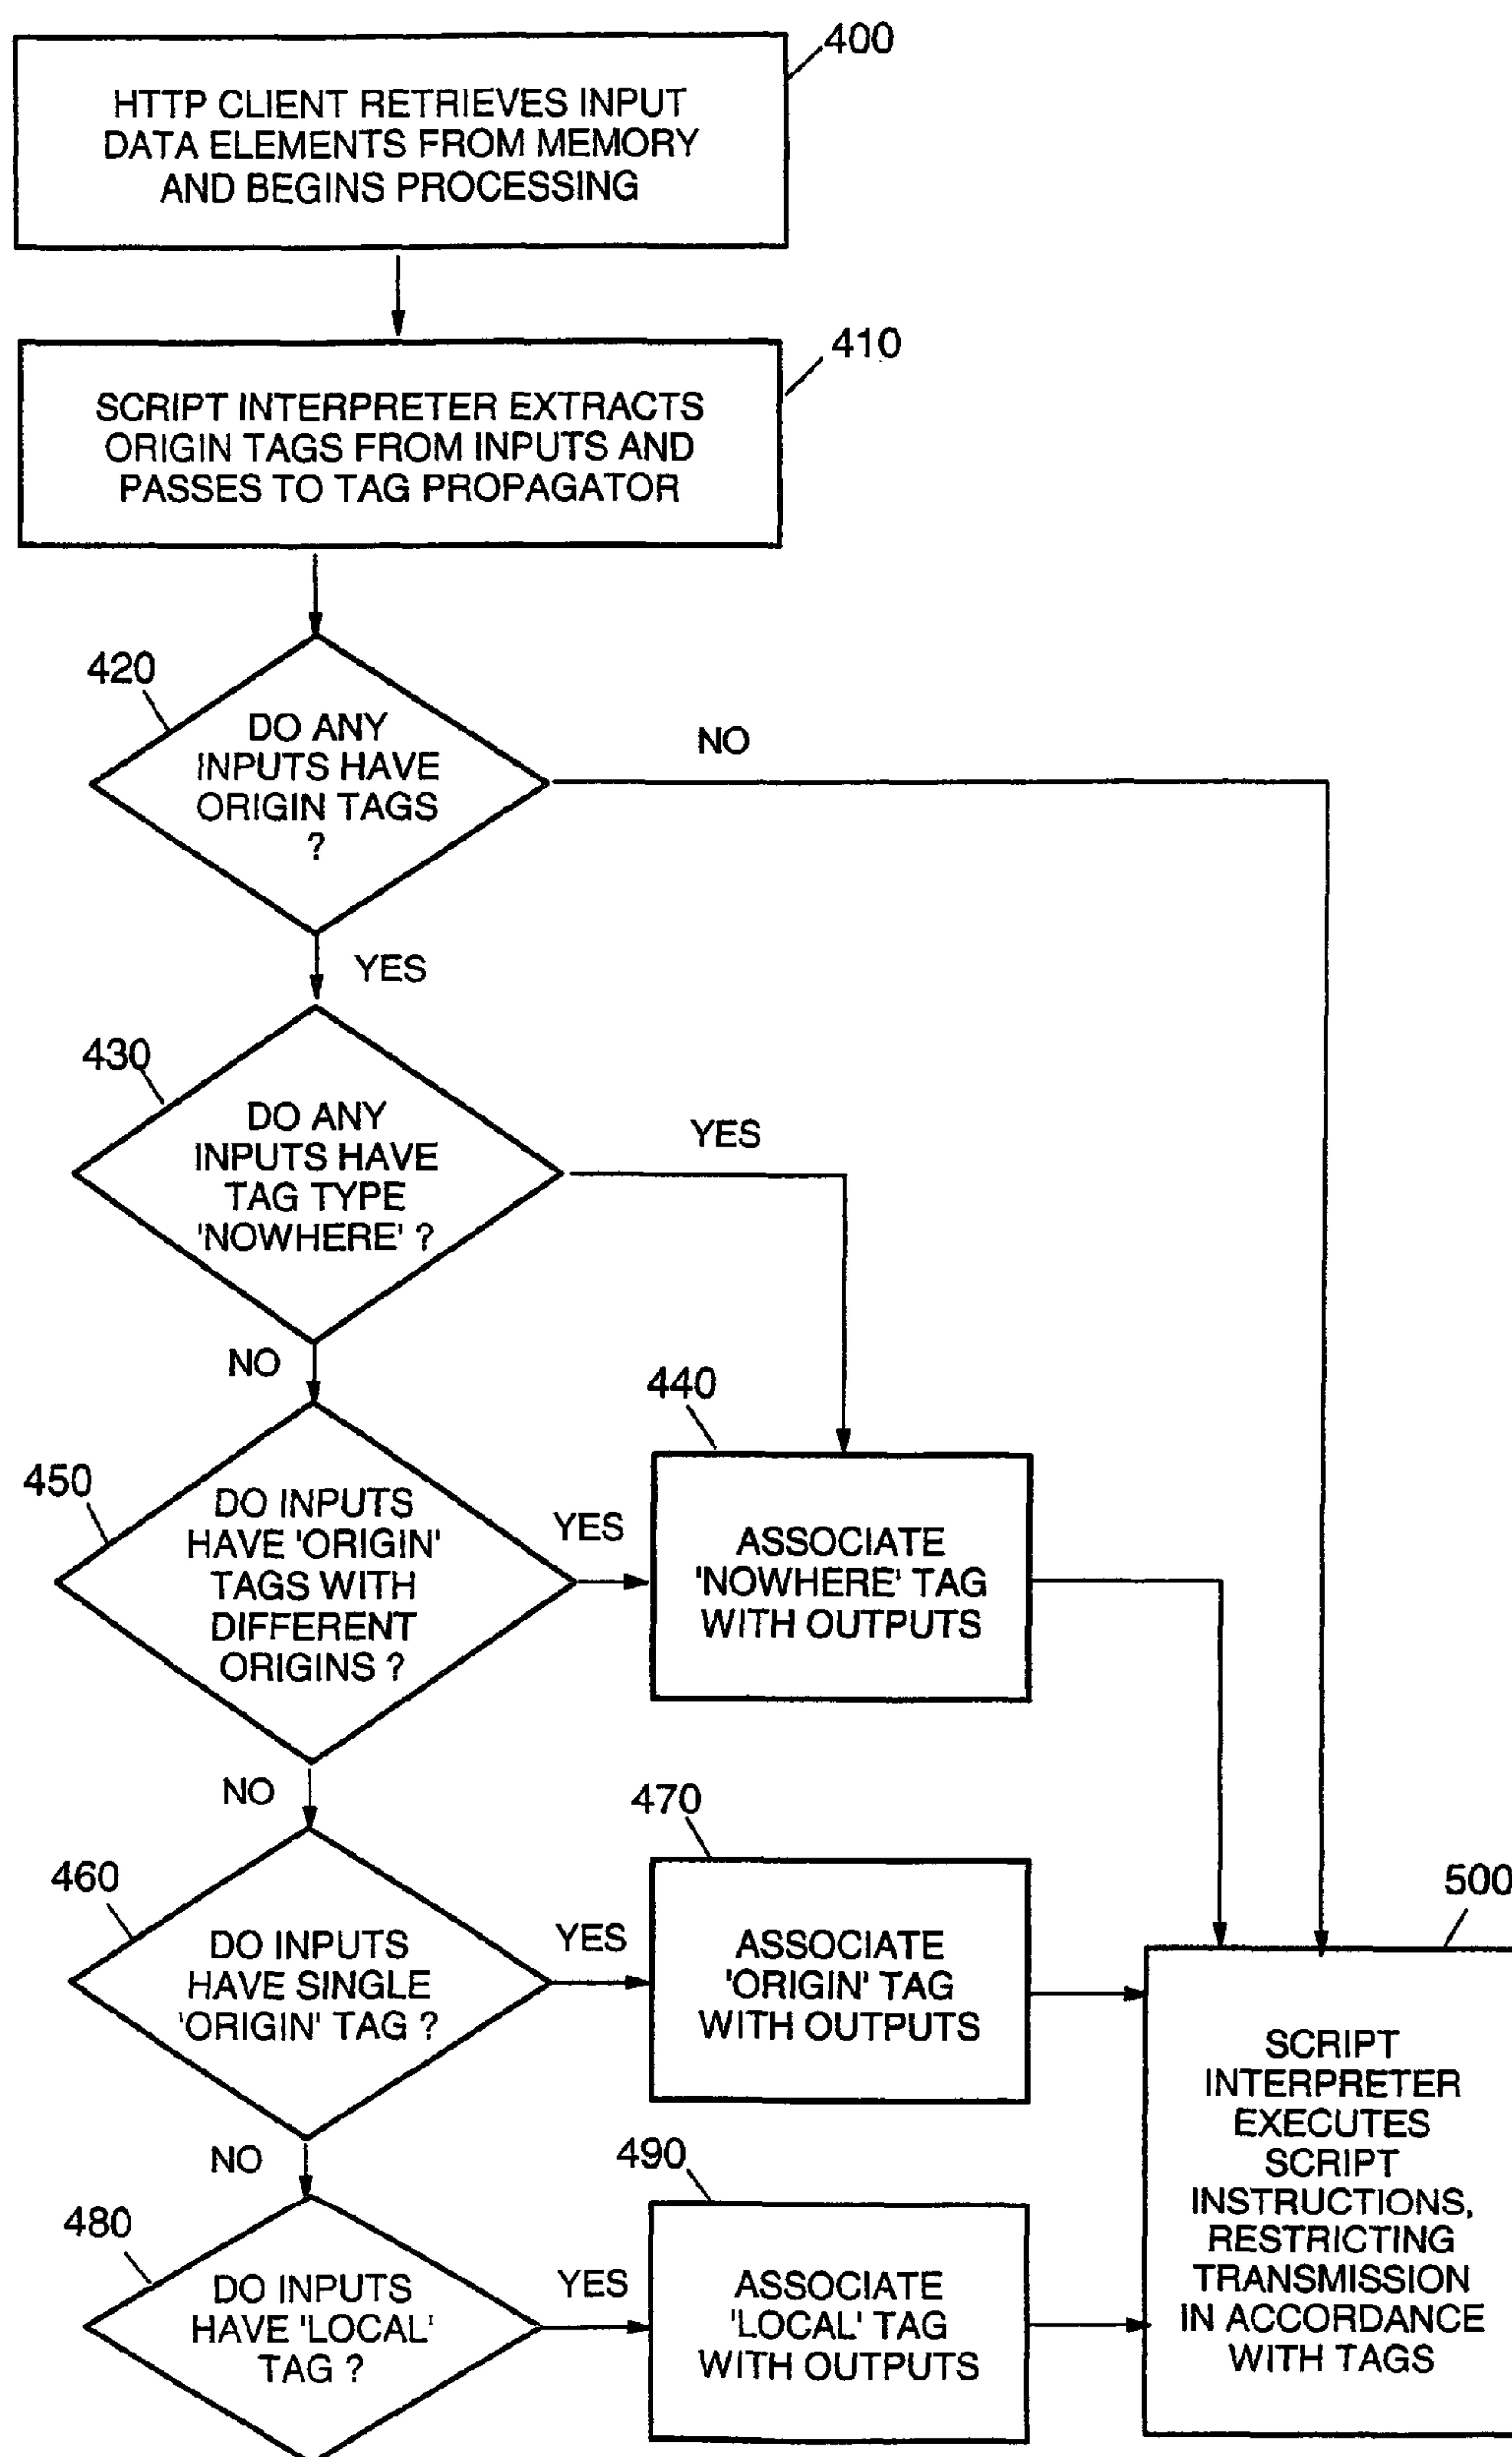 400
HTTP CLIENT RETRIEVES INPUT
DATA ELEMENTS FROM MEMORY
AND BEGINS PROCESSING
410
SCRIPT INTERPRETER EXTRACTS
ORIGIN TAGS FROM INPUTS AND
PASSES TO TAG PROPAGATOR
420
DO ANY
INPUTS HAVE
ORIGIN TAGS
?
NO
YES
430
DO ANY
INPUTS HAVE
TAG TYPE
'NOWHERE' ?
YES
NO
440
ASSOCIATE
'NOWHERE' TAG
WITH OUTPUTS
450
DO INPUTS
HAVE 'ORIGIN'
TAGS WITH
DIFFERENT
ORIGINS ?
YES
NO
460
DO INPUTS
HAVE SINGLE
'ORIGIN' TAG ?
YES
470
ASSOCIATE
'ORIGIN' TAG
WITH OUTPUTS
NO
480
DO INPUTS
HAVE 'LOCAL'
TAG ?
YES
490
ASSOCIATE
'LOCAL' TAG
WITH OUTPUTS
500
SCRIPT
INTERPRETER
EXECUTES
SCRIPT
INSTRUCTIONS,
RESTRICTING
TRANSMISSION
IN ACCORDANCE
WITH TAGS